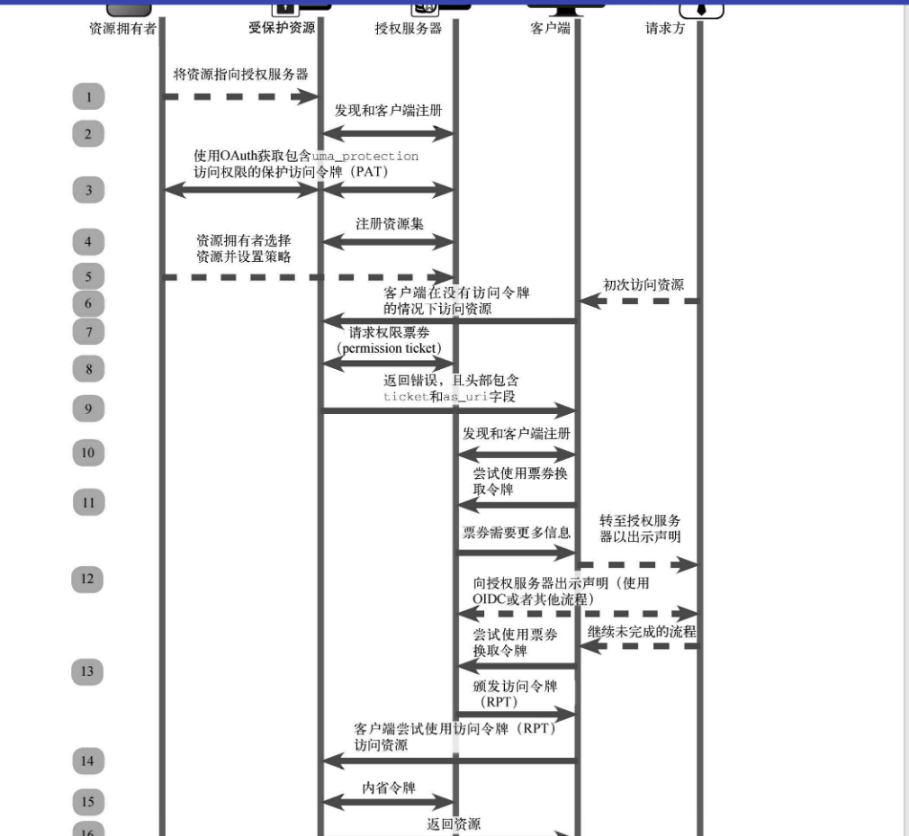 资源拥有者
受保护资源
授权服务器
客户端
请求方
将资源指向授权服务器
1
发现和客户端注册
2
使用OAuth获取包含uma_protection
访问权限的保护访问令牌（PAT）
3
注册资源集
4
资源拥有者选择
资源并设置策略
5
初次访问资源
6
客户端在没有访问令牌
的情况下访问资源
7
请求权限票券
（permission ticket）
8
返回错误，且头部包含
ticket和as_uri字段
9
发现和客户端注册
10
尝试使用票券换
取令牌
11
票券需要更多信息
转至授权服务
器以出示声明
12
向授权服务器出示声明（使用
OIDC或者其他流程）
继续未完成的流程
尝试使用票券
换取令牌
13
颁发访问令牌
（RPT）
客户端尝试使用访问令牌（RPT）
访问资源
14
内省令牌
15
返回资源
16